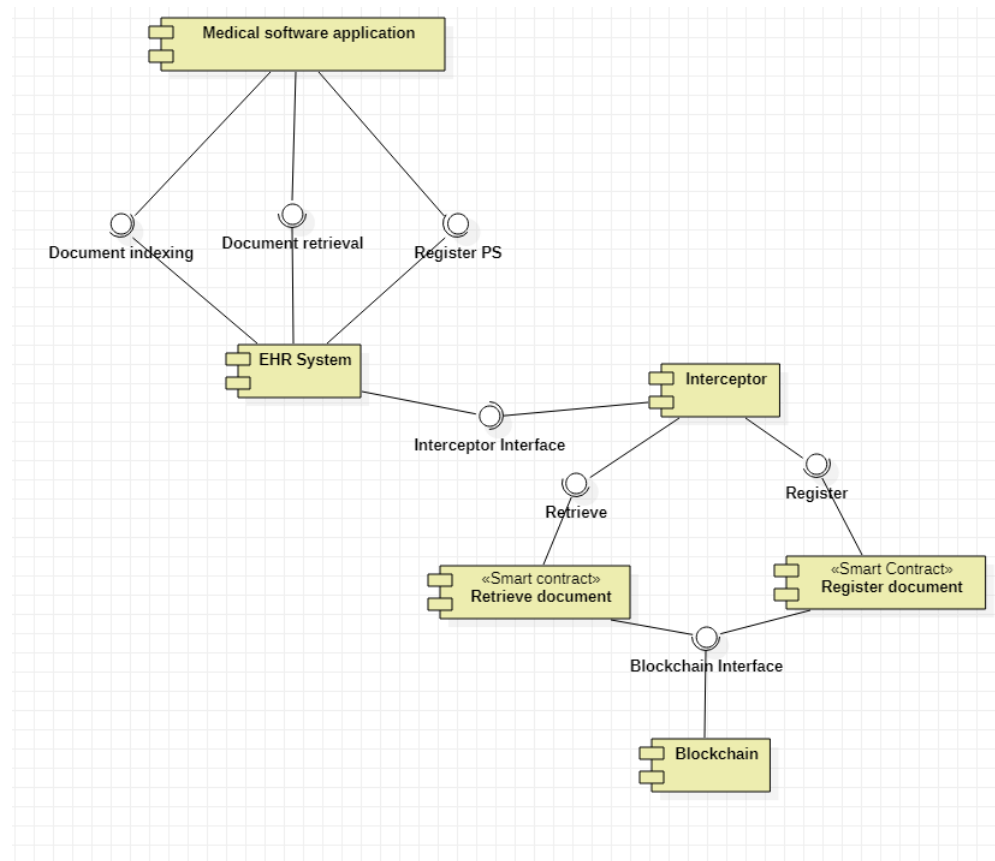 Medical software application
Document indexing
Document retrieval
Register PS
EHR System
Interceptor
Interceptor Interface
Retrieve
Register
«Smart contract»
Retrieve document
«Smart Contract»
Register document
Blockchain Interface
Blockchain